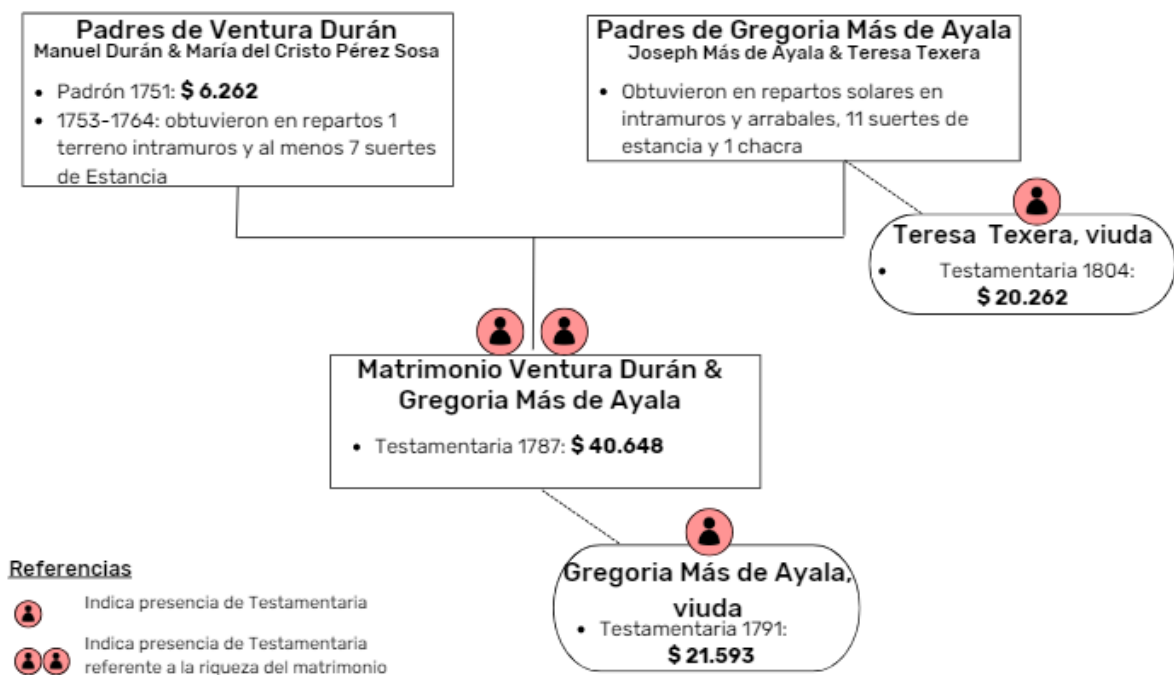 Padres de Ventura Durán
Manuel Durán & María del Cristo Pérez Sosa
• Padrón 1751: $ 6.262
• 1753-1764: obtuvieron en repartos 1
terreno intramuros y al menos 7 suertes
de Estancia
Padres de Gregoria Más de Ayala
Joseph Más de Ayala & Teresa Texera
• Obtuvieron en repartos solares en
intramuros y arrabales, 11 suertes de
estancia y 1 chacra
Teresa Texera, viuda
• Testamentaria 1804:
$ 20.262
Matrimonio Ventura Durán &
Gregoria Más de Ayala
• Testamentaria 1787: $ 40.648
Gregoria Más de Ayala,
viuda
• Testamentaria 1791:
$ 21.593
Referencias
Indica presencia de Testamentaria
Indica presencia de Testamentaria
referente a la riqueza del matrimonio